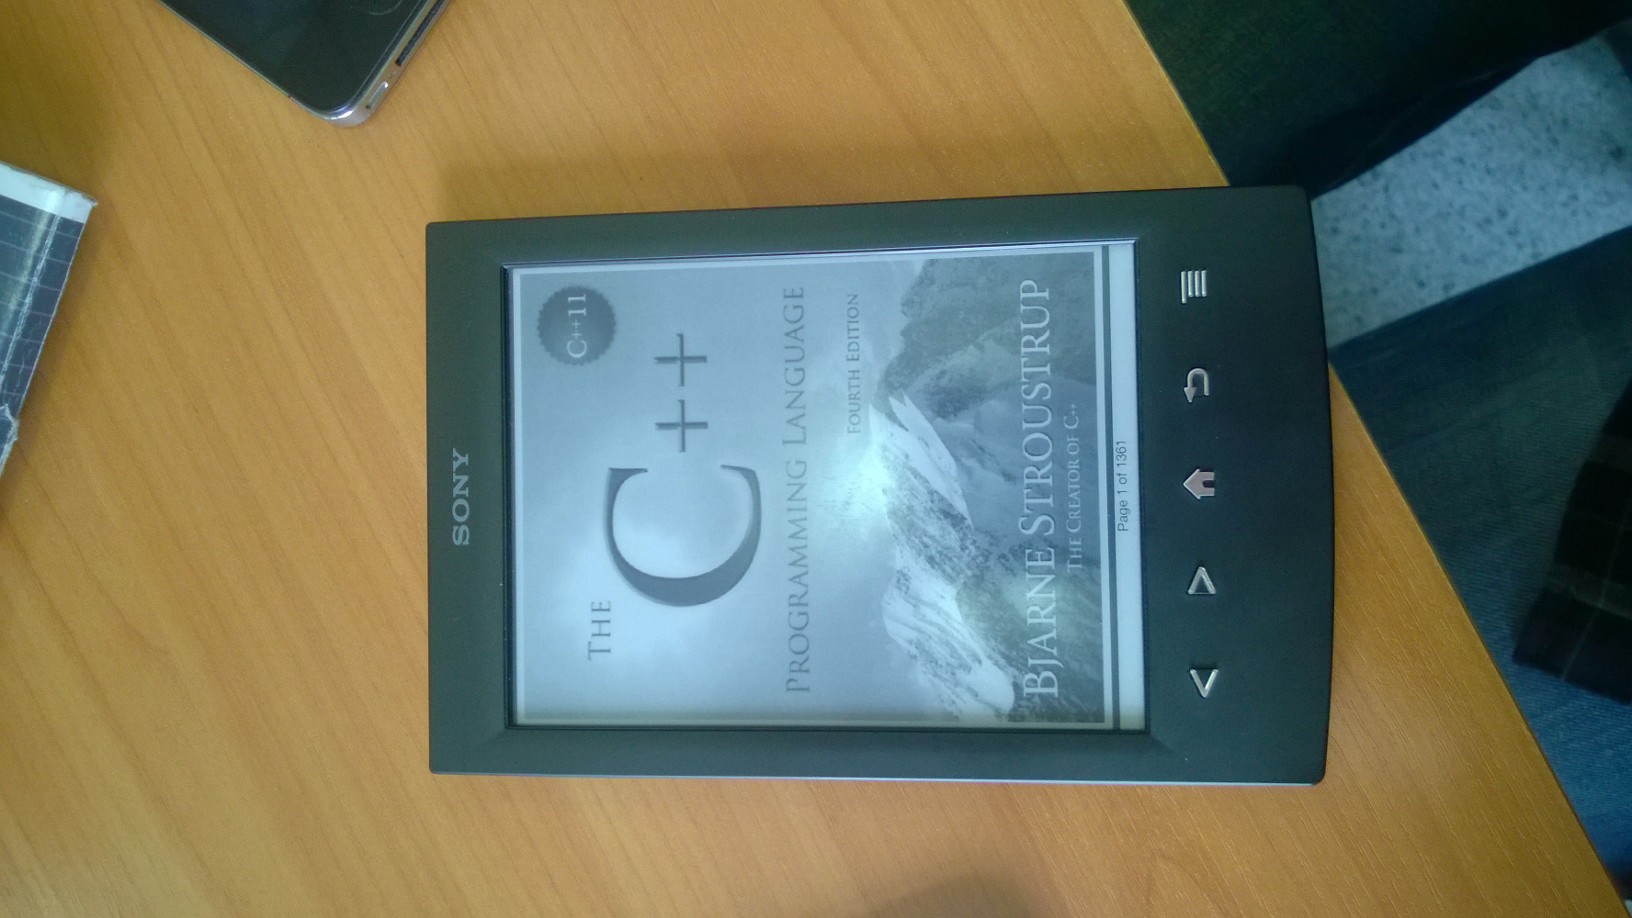 SONY
C++11
THE
C++
PROGRAMMING LANGUAGE
FOURTH EDITION
BJARNE STROUSTRUP
THE CREATOR OF C++
Page 1 of 1361